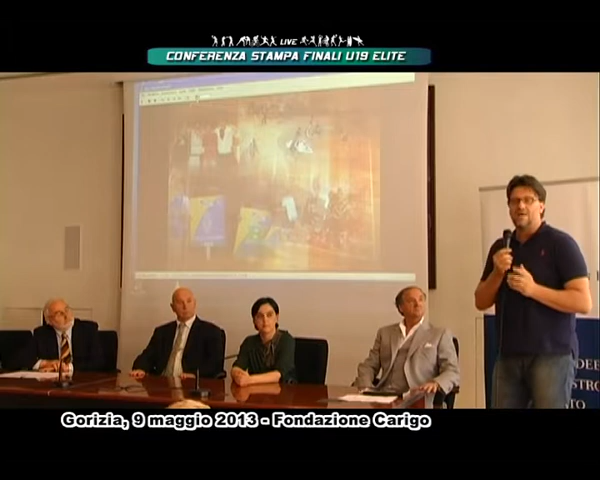 LIVE
CONFERENZA STAMPA FINALI U19 ELITE
Gorizia, 9 maggio 2013 - Fondazione Carigo